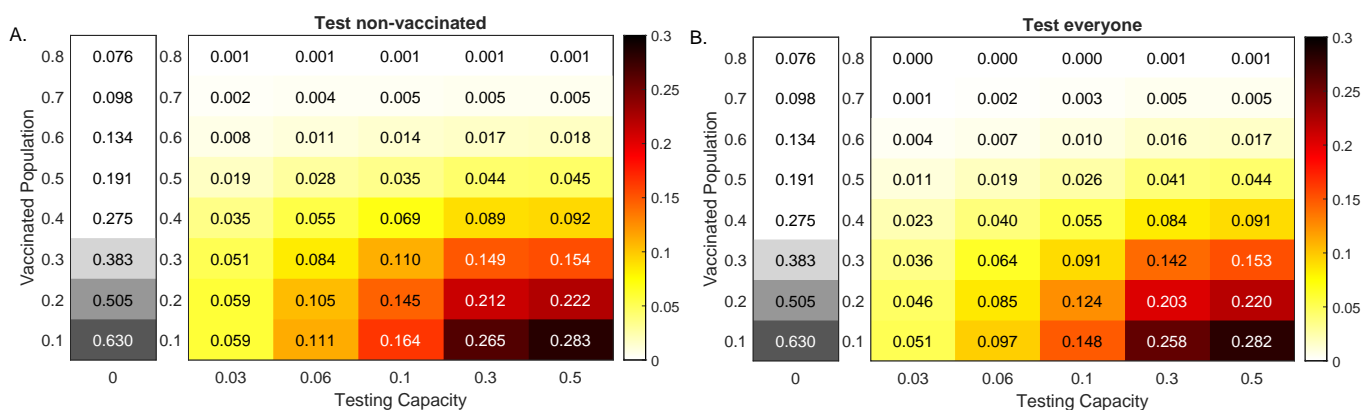 A.
Test non-vaccinated
Vaccinated Population
0.8 0.076 0.8 0.001 0.001 0.001 0.001 0.001
0.7 0.098 0.7 0.002 0.004 0.005 0.005 0.005
0.6 0.134 0.6 0.008 0.011 0.014 0.017 0.018
0.5 0.191 0.5 0.019 0.028 0.035 0.044 0.045
0.4 0.275 0.4 0.035 0.055 0.069 0.089 0.092
0.3 0.383 0.3 0.051 0.084 0.110 0.149 0.154
0.2 0.505 0.2 0.059 0.105 0.145 0.212 0.222
0.1 0.630 0.1 0.059 0.111 0.164 0.265 0.283
0 0.03 0.06 0.1 0.3 0.5
Testing Capacity
0.3
0.25
0.2
0.15
0.1
0.05
0
B.
Test everyone
Vaccinated Population
0.8 0.076 0.8 0.000 0.000 0.000 0.001 0.001
0.7 0.098 0.7 0.001 0.002 0.003 0.005 0.005
0.6 0.134 0.6 0.004 0.007 0.010 0.016 0.017
0.5 0.191 0.5 0.011 0.019 0.026 0.041 0.044
0.4 0.275 0.4 0.023 0.040 0.055 0.084 0.091
0.3 0.383 0.3 0.036 0.064 0.091 0.142 0.153
0.2 0.505 0.2 0.046 0.085 0.124 0.203 0.220
0.1 0.630 0.1 0.051 0.097 0.148 0.258 0.282
0 0.03 0.06 0.1 0.3 0.5
Testing Capacity
0.3
0.25
0.2
0.15
0.1
0.05
0